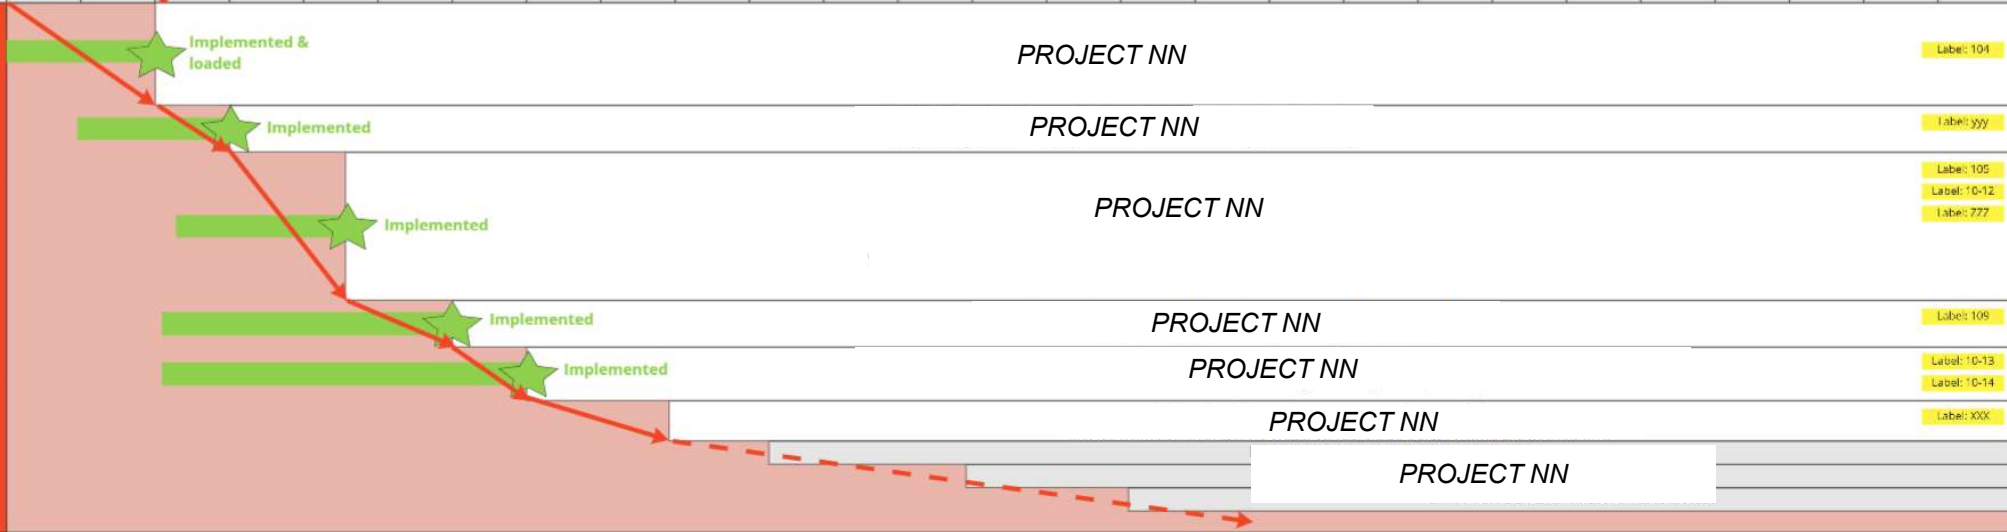 Implemented &
loaded
PROJECT NN
Label: 104
Implemented
PROJECT NN
Label: yyy
Label: 105
Label: 10-12
Label: ZZZ
Implemented
PROJECT NN
Implemented
PROJECT NN
Label: 109
Implemented
PROJECT NN
Label: 10-13
Label: 10-14
PROJECT NN
Label: XXX
PROJECT NN